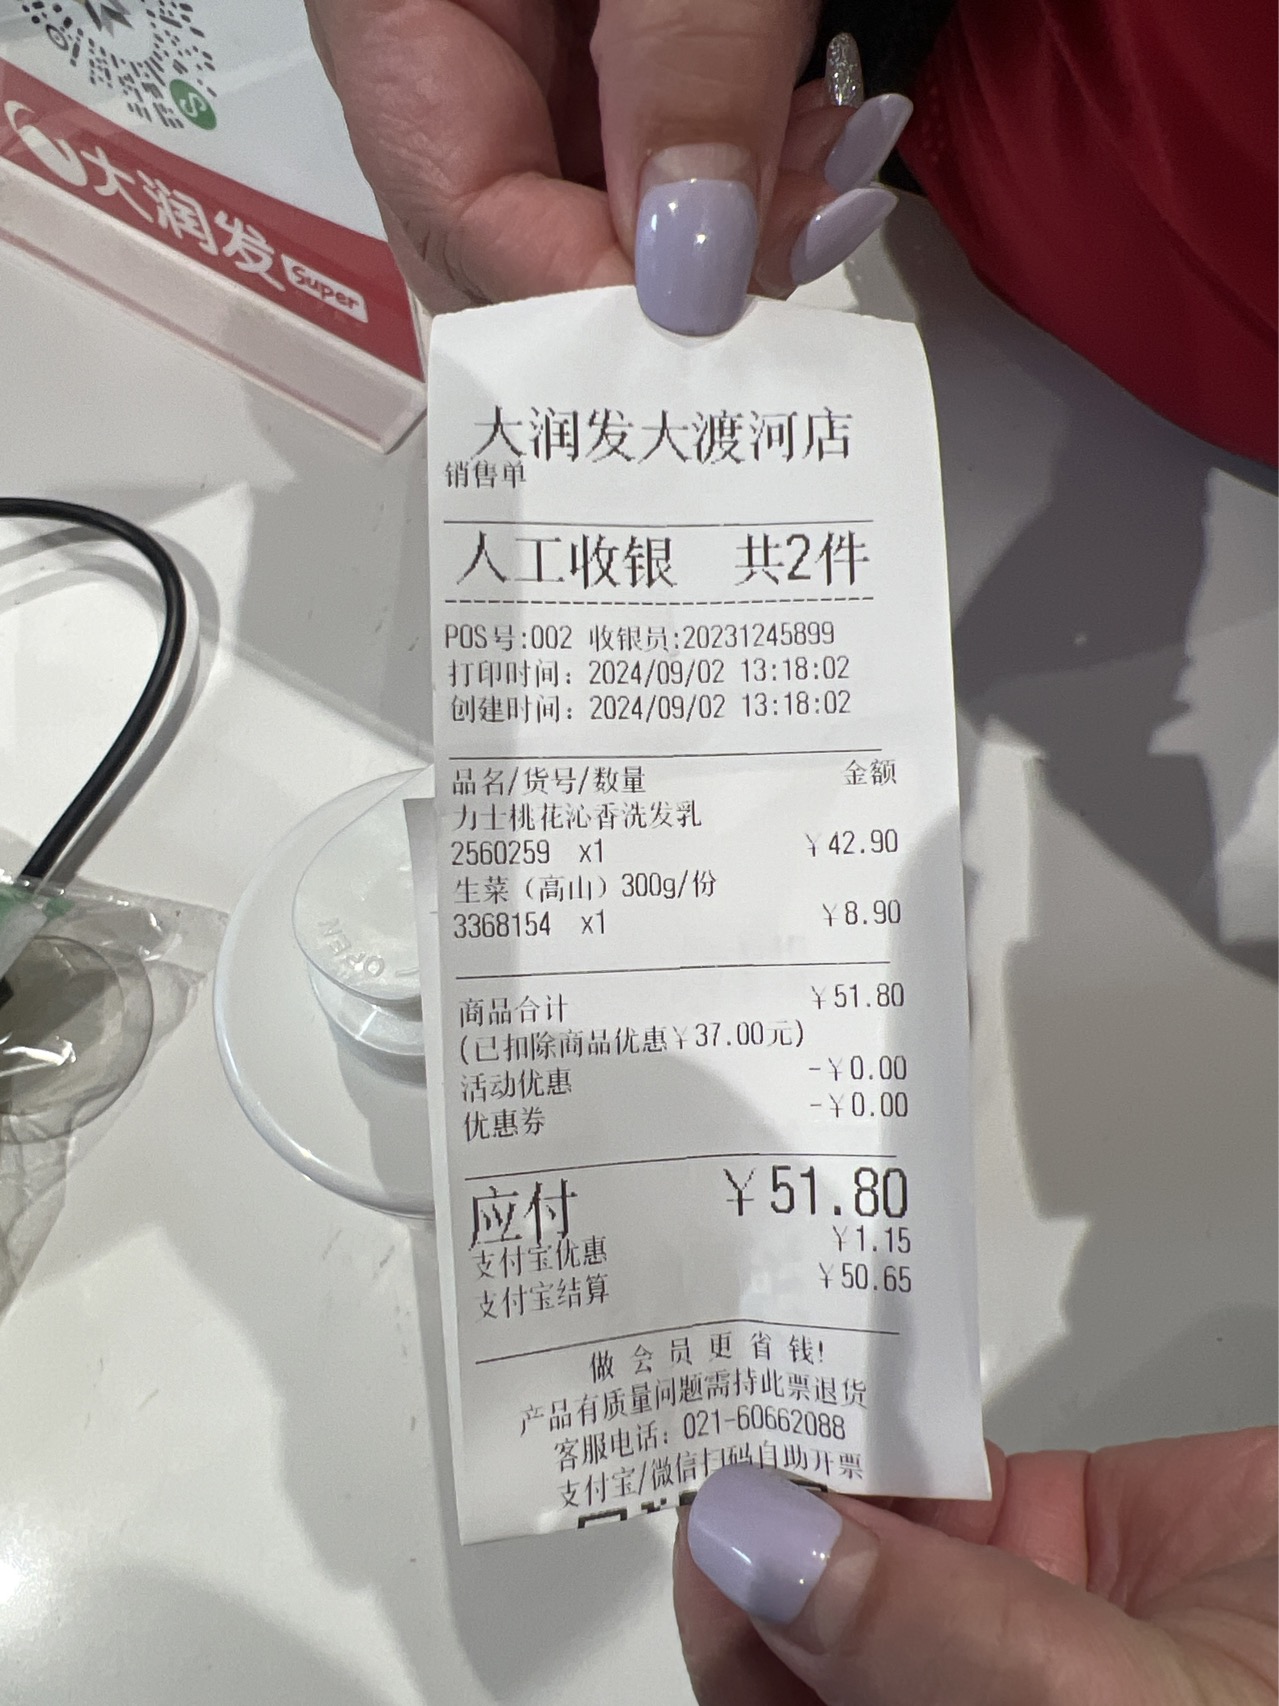 大润发
Super
大润发大渡河店
销售单
人工收银 共2件
POS号:002 收银员:20231245899
打印时间：2024/09/02 13:18:02
创建时间：2024/09/02 13:18:02
品名/货号/数量 金额
力士桃花沁香洗发乳
2560259 x1 ￥42.90
生菜（高山）300g/份
3368154 x1 ￥8.90
商品合计 ￥51.80
(已扣除商品优惠￥37.00元)
活动优惠 -￥0.00
优惠券 -￥0.00
应付 ￥51.80
支付宝优惠 ￥1.15
支付宝结算 ￥50.65
做会员更省钱!
产品有质量问题需持此票退货
客服电话：021-60662088
支付宝/微信扫码自助开票
OPEN